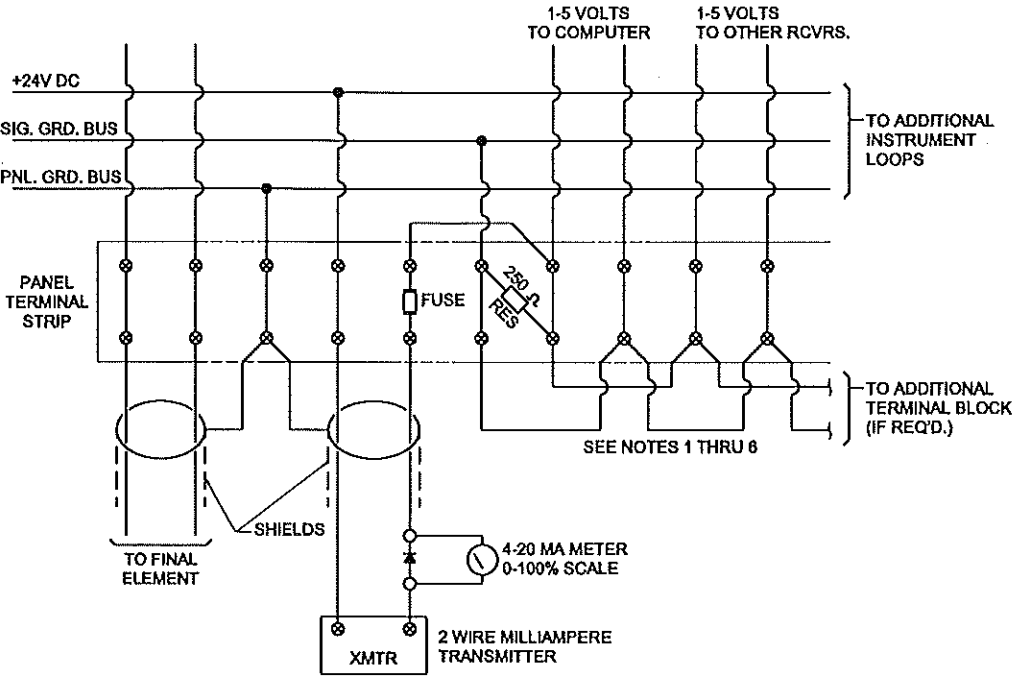 1-5 VOLTS
TO COMPUTER
1-5 VOLTS
TO OTHER RCVRS.
+24V DC
SIG. GRD. BUS
PNL. GRD. BUS
TO ADDITIONAL
INSTRUMENT
LOOPS
PANEL
TERMINAL
STRIP
FUSE
250 Ω
RES
TO ADDITIONAL
TERMINAL BLOCK
(IF REQ'D.)
SEE NOTES 1 THRU 6
SHIELDS
TO FINAL
ELEMENT
4-20 MA METER
0-100% SCALE
XMTR
2 WIRE MILLIAMPERE
TRANSMITTER